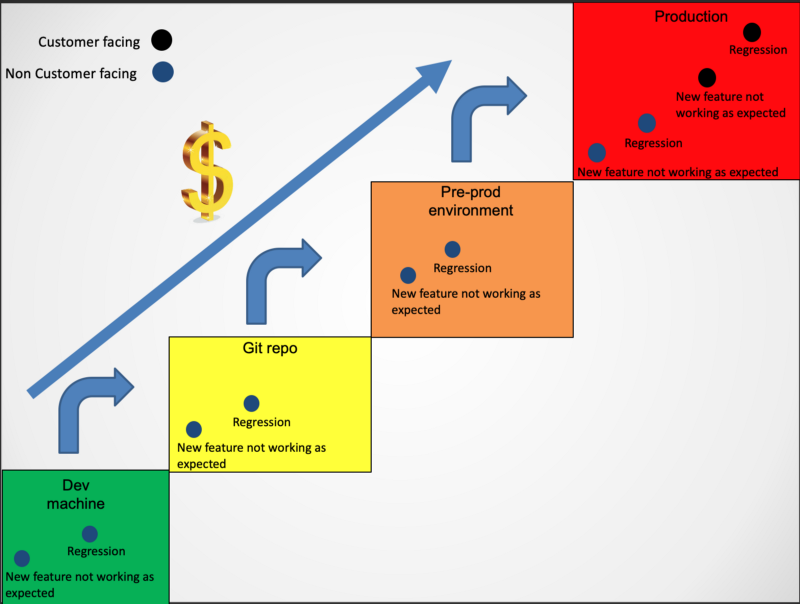 Production
Customer facing
Regression
Non Customer facing
New feature not
working as expected
$
Regression
New feature not working as expected
Pre-prod
environment
Regression
New feature not working as
expected
Git repo
Regression
New feature not working as
expected
Dev
machine
Regression
New feature not working as
expected